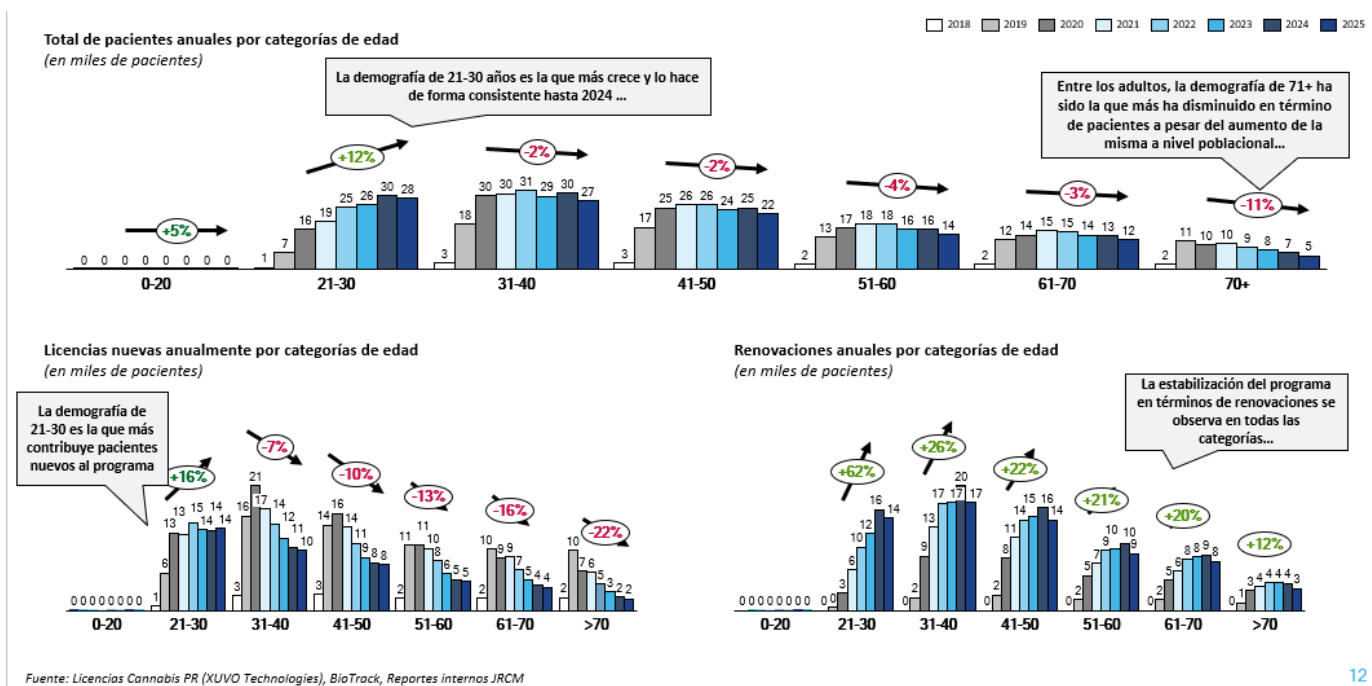 2018 2019 2020 2021 2022 2023 2024 2025
Total de pacientes anuales por categorías de edad
(en miles de pacientes)
La demografía de 21-30 años es la que más crece y lo hace
de forma consistente hasta 2024 ...
Entre los adultos, la demografía de 71+ ha
sido la que más ha disminuido en término
de pacientes a pesar del aumento de la
misma a nivel poblacional...
+5% +12% -2% -2% -4% -3% -11%
0 0 0 0 0 0 0 0
1 7 16 19 25 26 30 28
3 18 30 30 31 29 30 27
3 17 25 26 26 24 25 22
2 13 17 18 18 16 16 14
2 12 14 15 15 14 13 12
2 11 10 10 9 8 7 5
0-20 21-30 31-40 41-50 51-60 61-70 70+
Licencias nuevas anualmente por categorías de edad
(en miles de pacientes)
La demografía de
21-30 es la que más
contribuye pacientes
nuevos al programa
+16% -7% -10% -13% -16% -22%
0 0 0 0 0 0 0 0
1 6 13 13 15 14 14 14
3 16 21 17 14 12 11 10
3 14 16 14 11 9 8 8
2 11 11 10 8 6 5 5
2 10 9 9 7 5 4 4
2 10 7 6 5 3 2 2
0-20 21-30 31-40 41-50 51-60 61-70 >70
Renovaciones anuales por categorías de edad
(en miles de pacientes)
La estabilización del programa
en términos de renovaciones se
observa en todas las
categorías...
+62% +26% +22% +21% +20% +12%
0 0 0 0 0 0 0 0
0 0 3 6 10 12 16 14
0 2 9 13 17 17 20 17
0 2 8 11 14 15 16 14
0 2 5 7 9 10 10 9
0 2 5 6 8 8 9 8
0 1 3 4 4 4 4 3
0-20 21-30 31-40 41-50 51-60 61-70 >70
Fuente: Licencias Cannabis PR (XUVO Technologies), BioTrack, Reportes internos JRCM
12